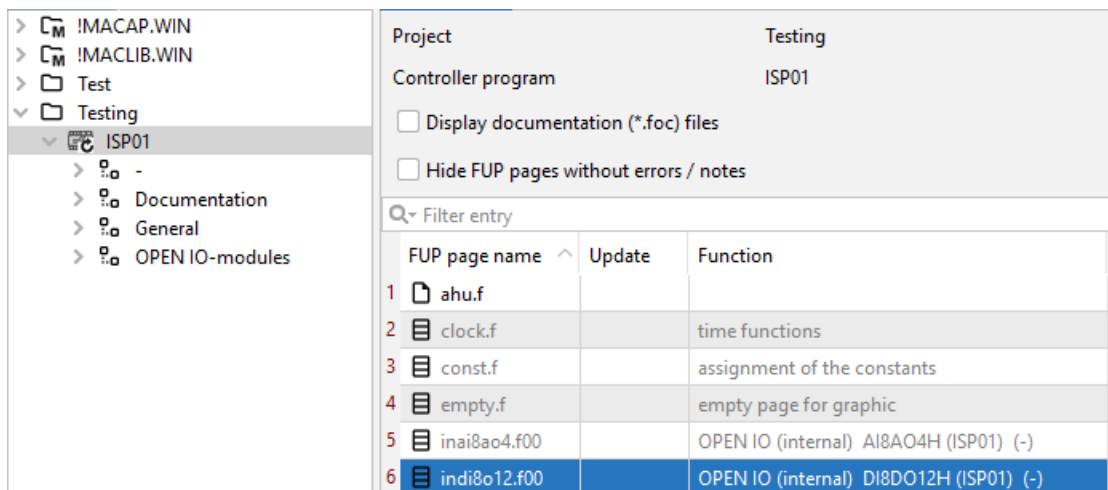 !MACAP.WIN
!MACLIB.WIN
Test
Testing
ISP01
-
Documentation
General
OPEN IO-modules
Project Testing
Controller program ISP01
Display documentation (*.foc) files
Hide FUP pages without errors / notes
Filter entry
FUP page name Update Function
1 ahu.f
2 clock.f time functions
3 const.f assignment of the constants
4 empty.f empty page for graphic
5 inai8ao4.f00 OPEN IO (internal) AI8AO4H (ISP01) (-)
6 indi8o12.f00 OPEN IO (internal) DI8DO12H (ISP01) (-)